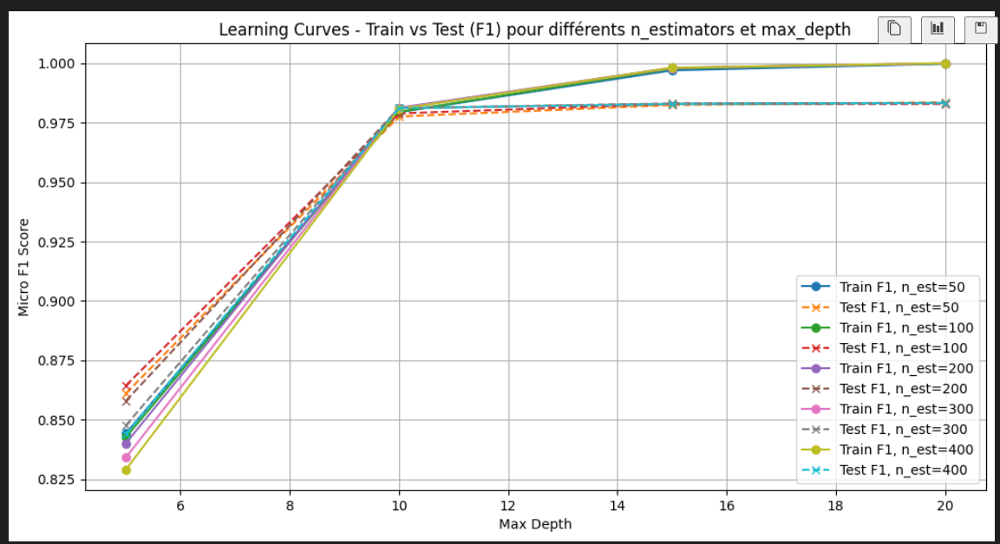 Learning Curves - Train vs Test (F1) pour différents n_estimators et max_depth
1.000
0.975
0.950
0.925
0.900
0.875
0.850
0.825
Micro F1 Score
6 8 10 12 14 16 18 20
Max Depth
Train F1, n_est=50
Test F1, n_est=50
Train F1, n_est=100
Test F1, n_est=100
Train F1, n_est=200
Test F1, n_est=200
Train F1, n_est=300
Test F1, n_est=300
Train F1, n_est=400
Test F1, n_est=400